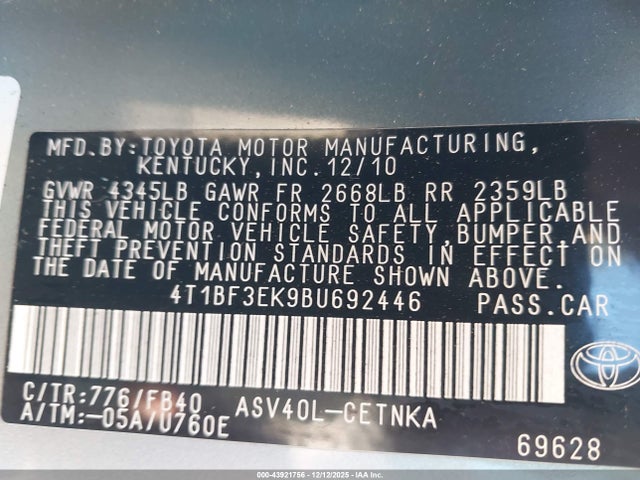 MFD.BY:TOYOTA MOTOR MANUFACTURING,
KENTUCKY,INC.12/10
GVWR 4345LB GAWR FR 2668LB RR 2359LB
THIS VEHICLE CONFORMS TO ALL APPLICABLE
FEDERAL MOTOR VEHICLE SAFETY,BUMPER,AND
THEFT PREVENTION STANDARDS IN EFFECT ON
THE DATE OF MANUFACTURE SHOWN ABOVE.
4T1BF3EK9BU692446 PASS.CAR
C/TR:776/FB40
A/TM:-05A/U760E
ASV40L-CETNKA
69628
000-43921756 - 12/12/2025 - IAA Inc.